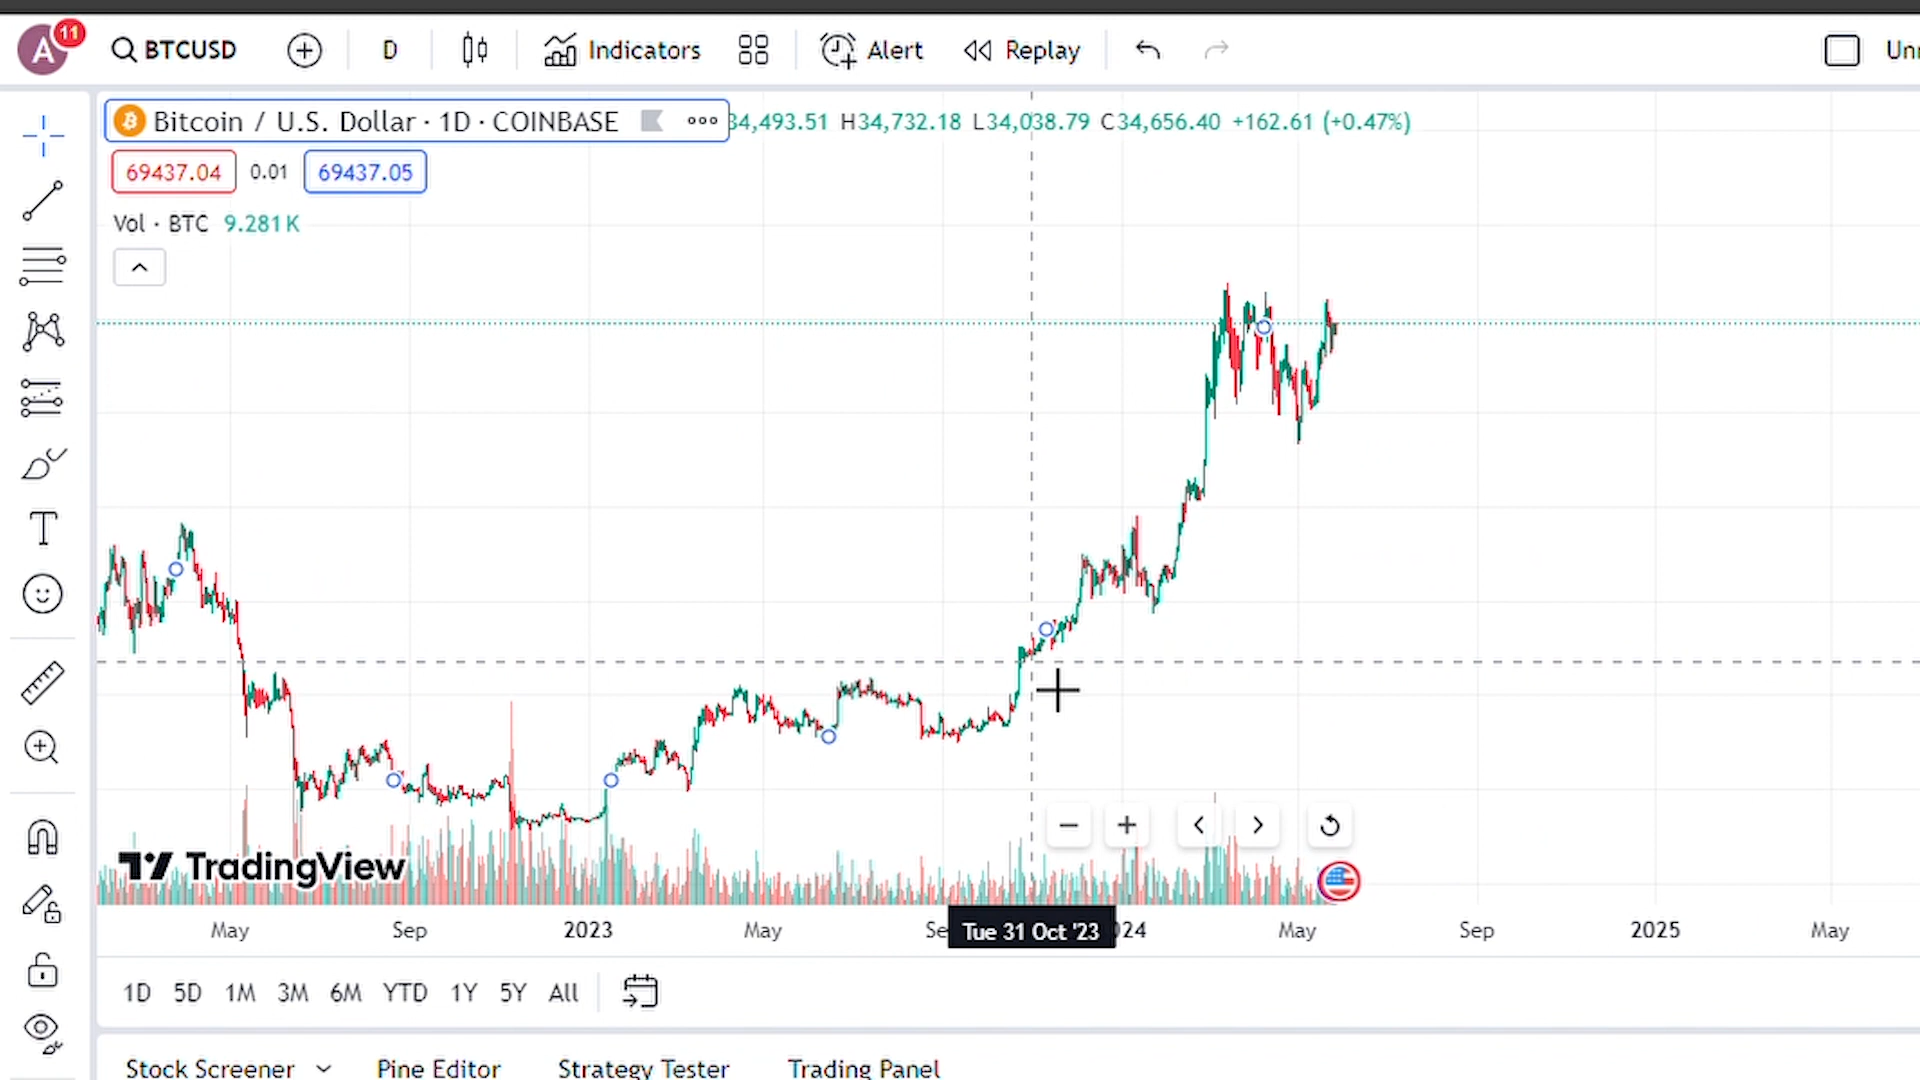 A 11 BTCUSD D Indicators Alert Replay Unn
Bitcoin / U.S. Dollar · 1D · COINBASE 34,493.51 H34,732.18 L34,038.79 C34,656.40 +162.61 (+0.47%)
69437.04 0.01 69437.05
Vol · BTC 9.281K
T
TradingView
May Sep 2023 May Se Tue 31 Oct '23 024 May Sep 2025 May
1D 5D 1M 3M 6M YTD 1Y 5Y All
Stock Screener Pine Editor Strategy Tester Trading Panel